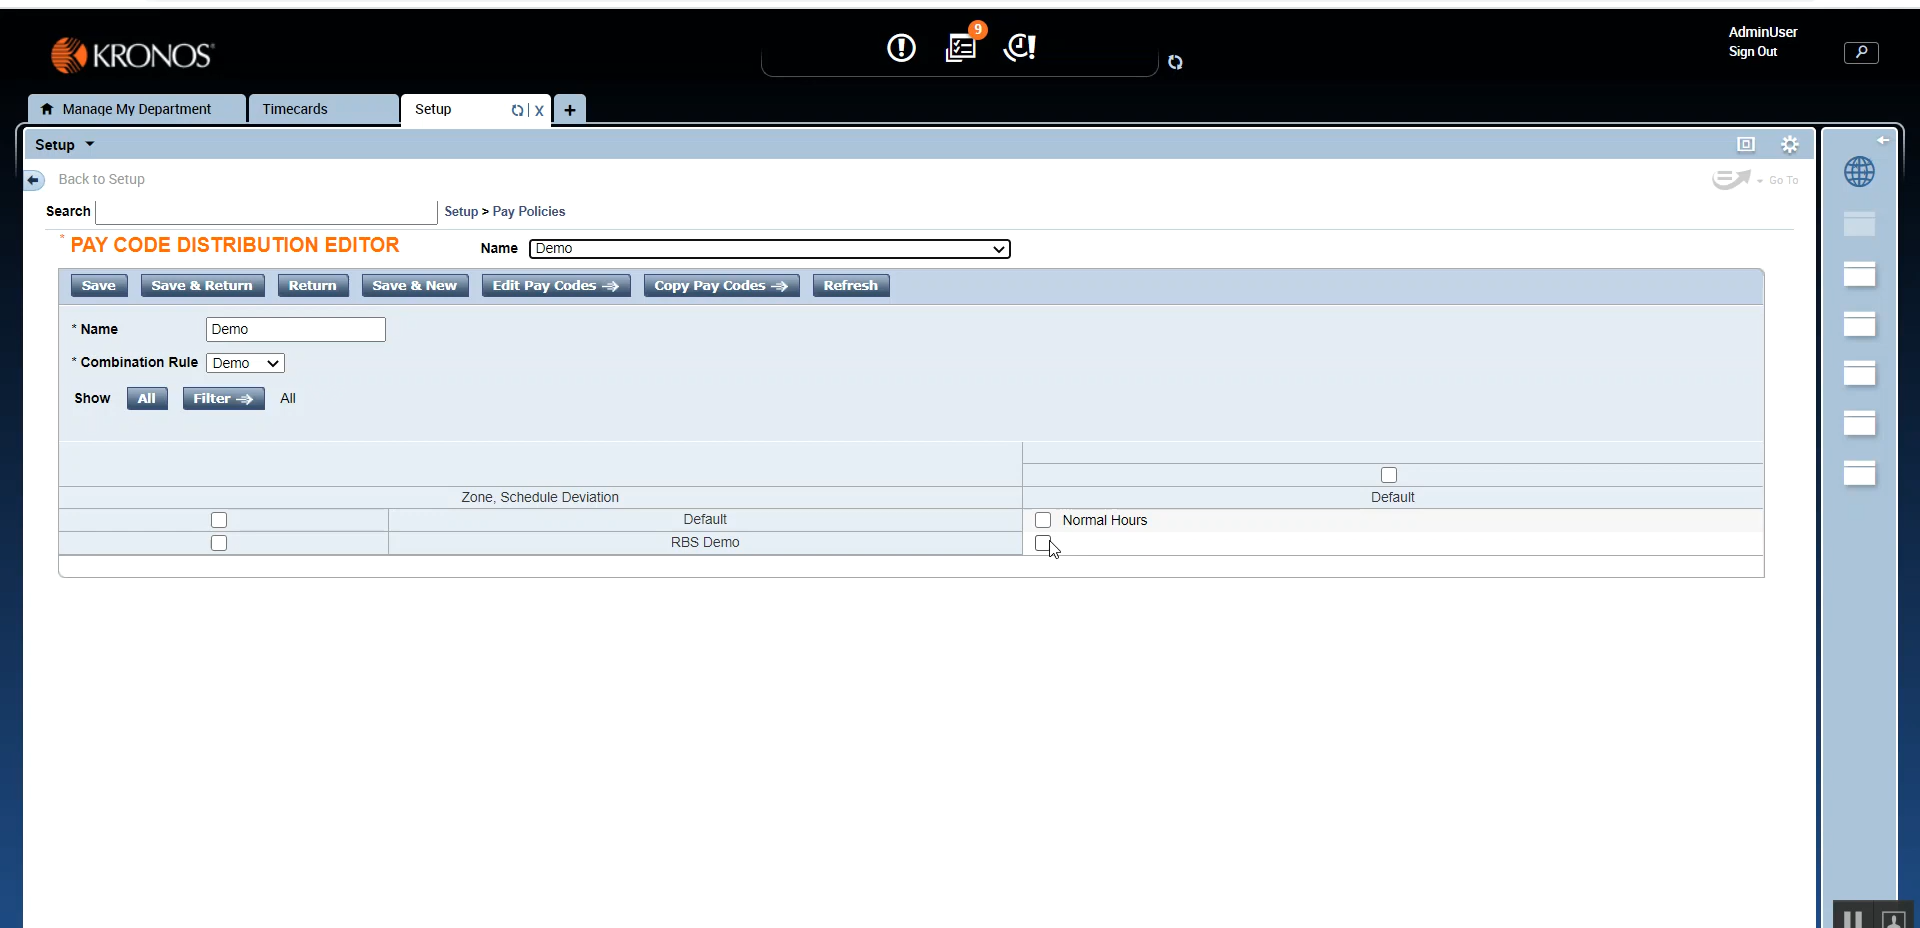 KRONOS
9
AdminUser
Sign Out
Manage My Department
Timecards
Setup
X
+
Setup
Back to Setup
Go To
Search
Setup > Pay Policies
* PAY CODE DISTRIBUTION EDITOR
Name
Demo
Save
Save & Return
Return
Save & New
Edit Pay Codes
Copy Pay Codes
Refresh
* Name
Demo
* Combination Rule
Demo
Show
All
Filter
All
Zone, Schedule Deviation
Default
Default
Normal Hours
RBS Demo